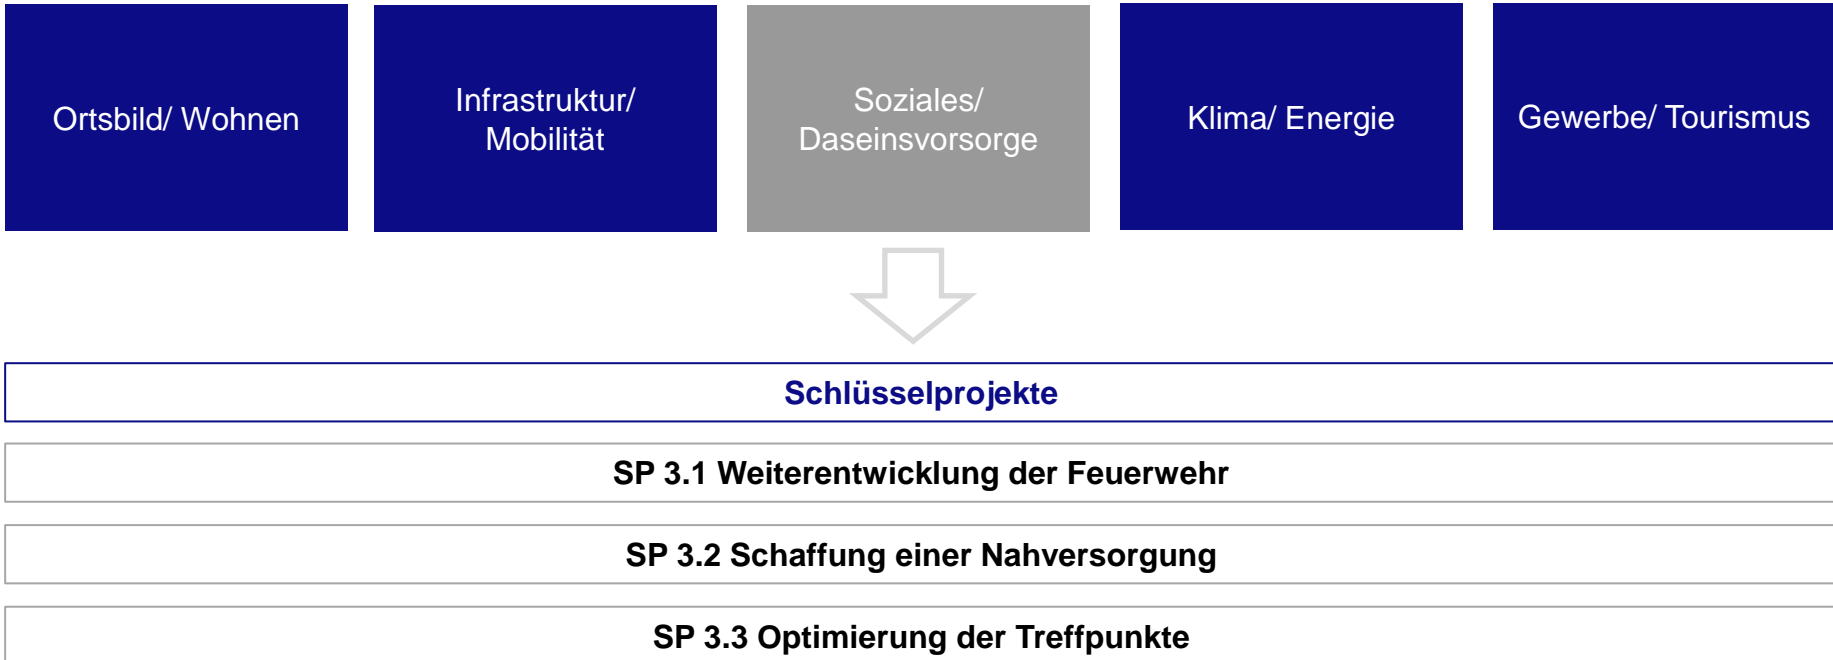 Ortsbild/ Wohnen
Infrastruktur/
Mobilität
Soziales/
Daseinsvorsorge
Klima/ Energie
Gewerbe/ Tourismus
Schlüsselprojekte
SP 3.1 Weiterentwicklung der Feuerwehr
SP 3.2 Schaffung einer Nahversorgung
SP 3.3 Optimierung der Treffpunkte